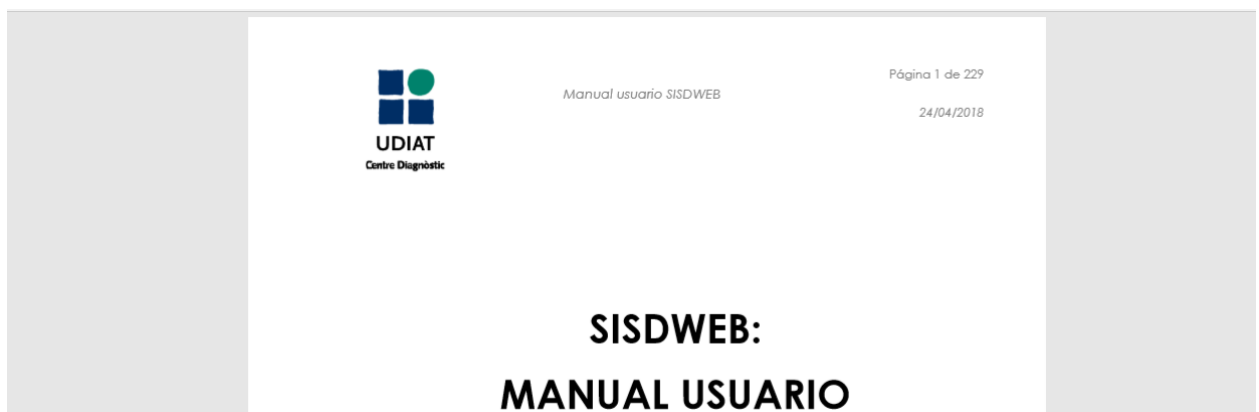 Página 1 de 229
Manual usuario SISDWEB
24/04/2018
UDIAT
Centre Diagnòstic
SISDWEB:
MANUAL USUARIO